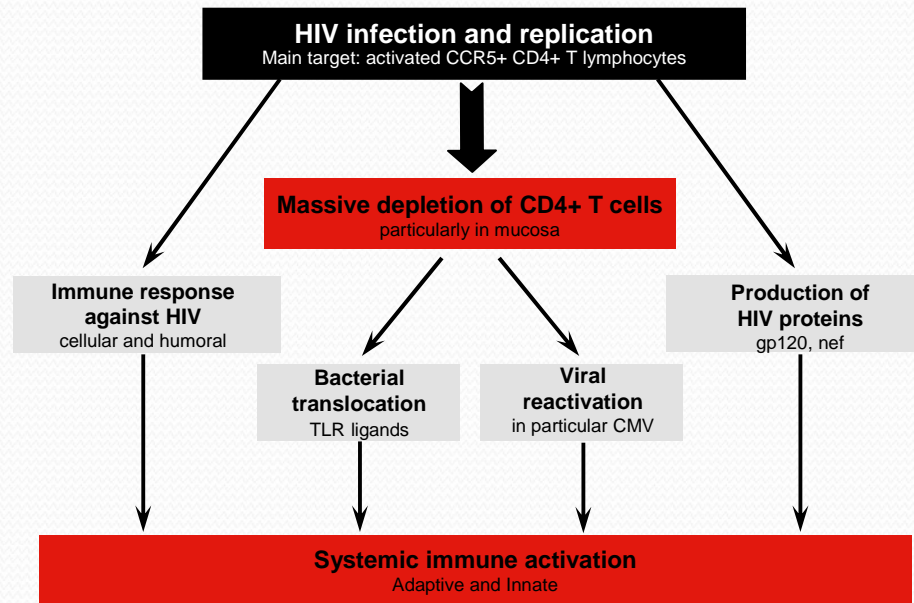 HIV infection and replication
Main target: activated CCR5+ CD4+ T lymphocytes
Massive depletion of CD4+ T cells
particularly in mucosa
Immune response
against HIV
cellular and humoral
Bacterial
translocation
TLR ligands
Viral
reactivation
in particular CMV
Production of
HIV proteins
gp120, nef
Systemic immune activation
Adaptive and Innate